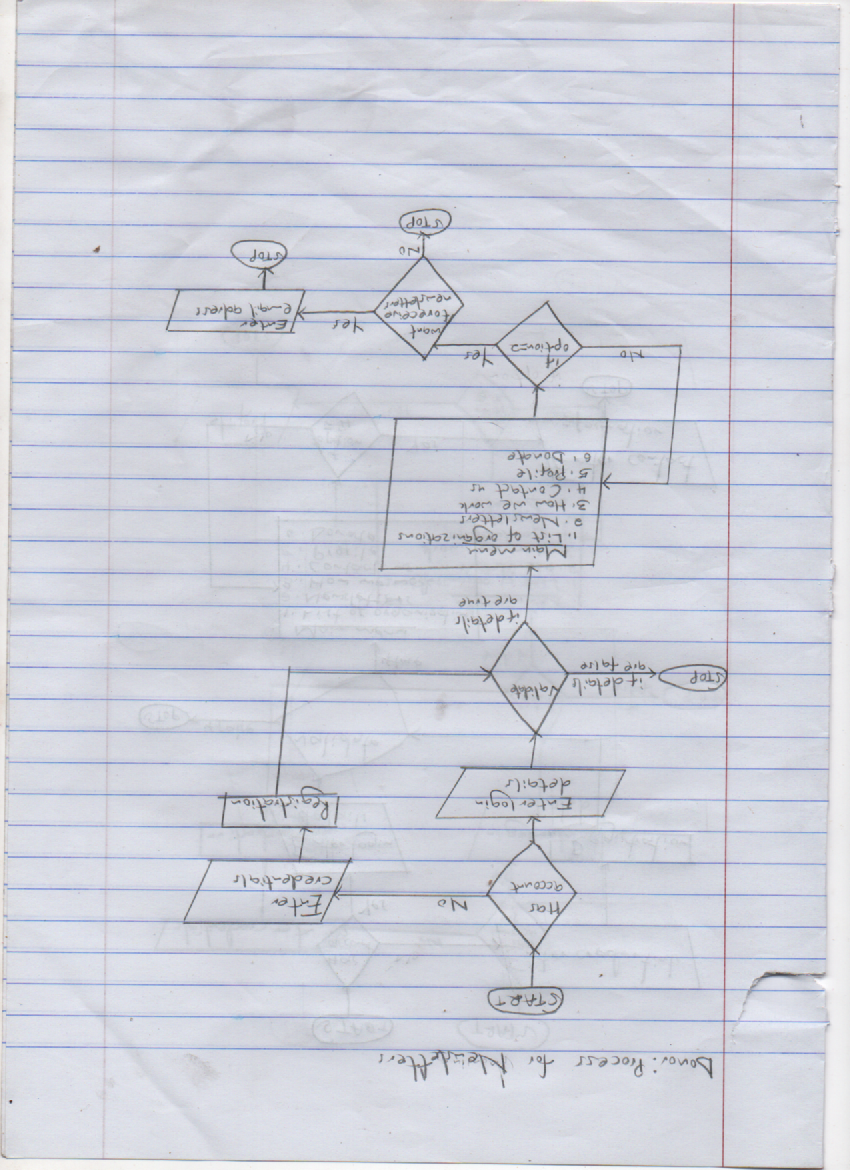 Donor: Process for Newsletters
START
Has
account
No
Enter
credentials
Enter login
details
Registration
Validate
if details
are false
STOP
if details
are true
Main menu
1. List of organizations
2. Newsletters
3. How we work
4. Contact us
5. Profile
6. Donate
if
option=2
No
Yes
want
to receive
newsletters
Yes
Enter
email adress
No
STOP
STOP